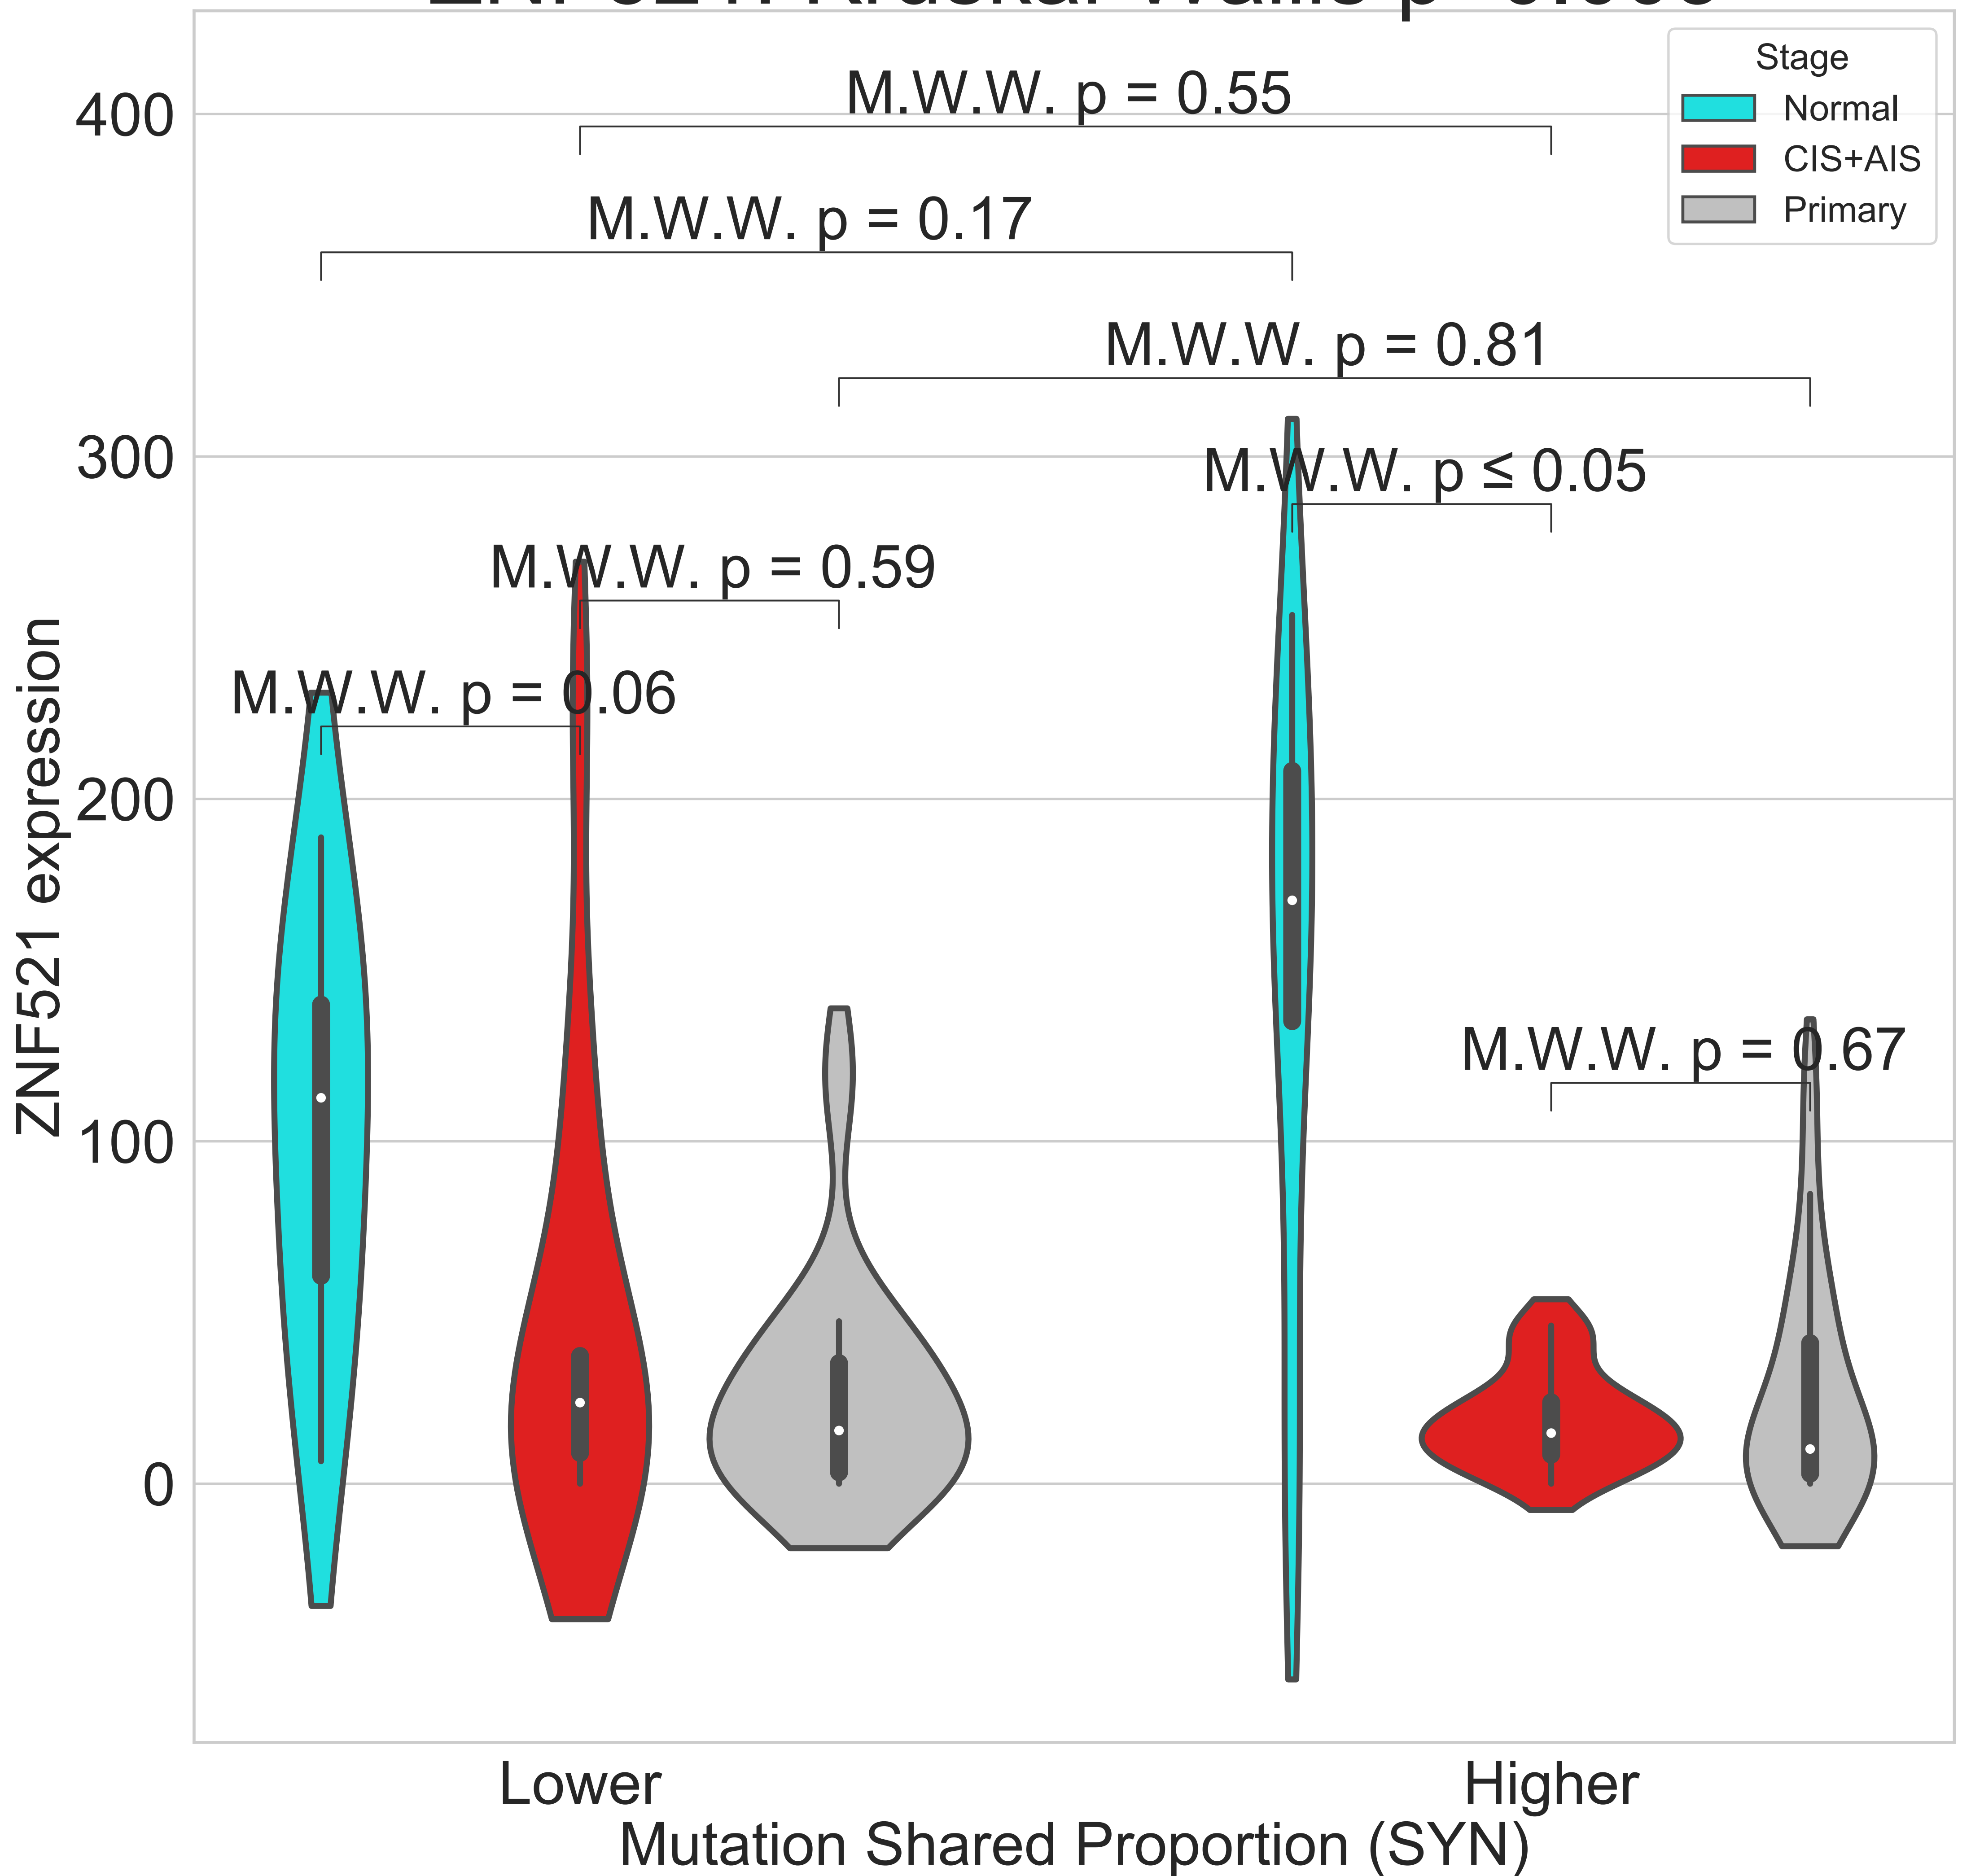 M.W.W. p = 0.55
Stage
Normal
CIS+AIS
Primary
M.W.W. p = 0.17
M.W.W. p = 0.81
M.W.W. p ≤ 0.05
M.W.W. p = 0.59
M.W.W. p = 0.06
M.W.W. p = 0.67
ZNF521 expression
400
300
200
100
0
Lower
Higher
Mutation Shared Proportion (SYN)